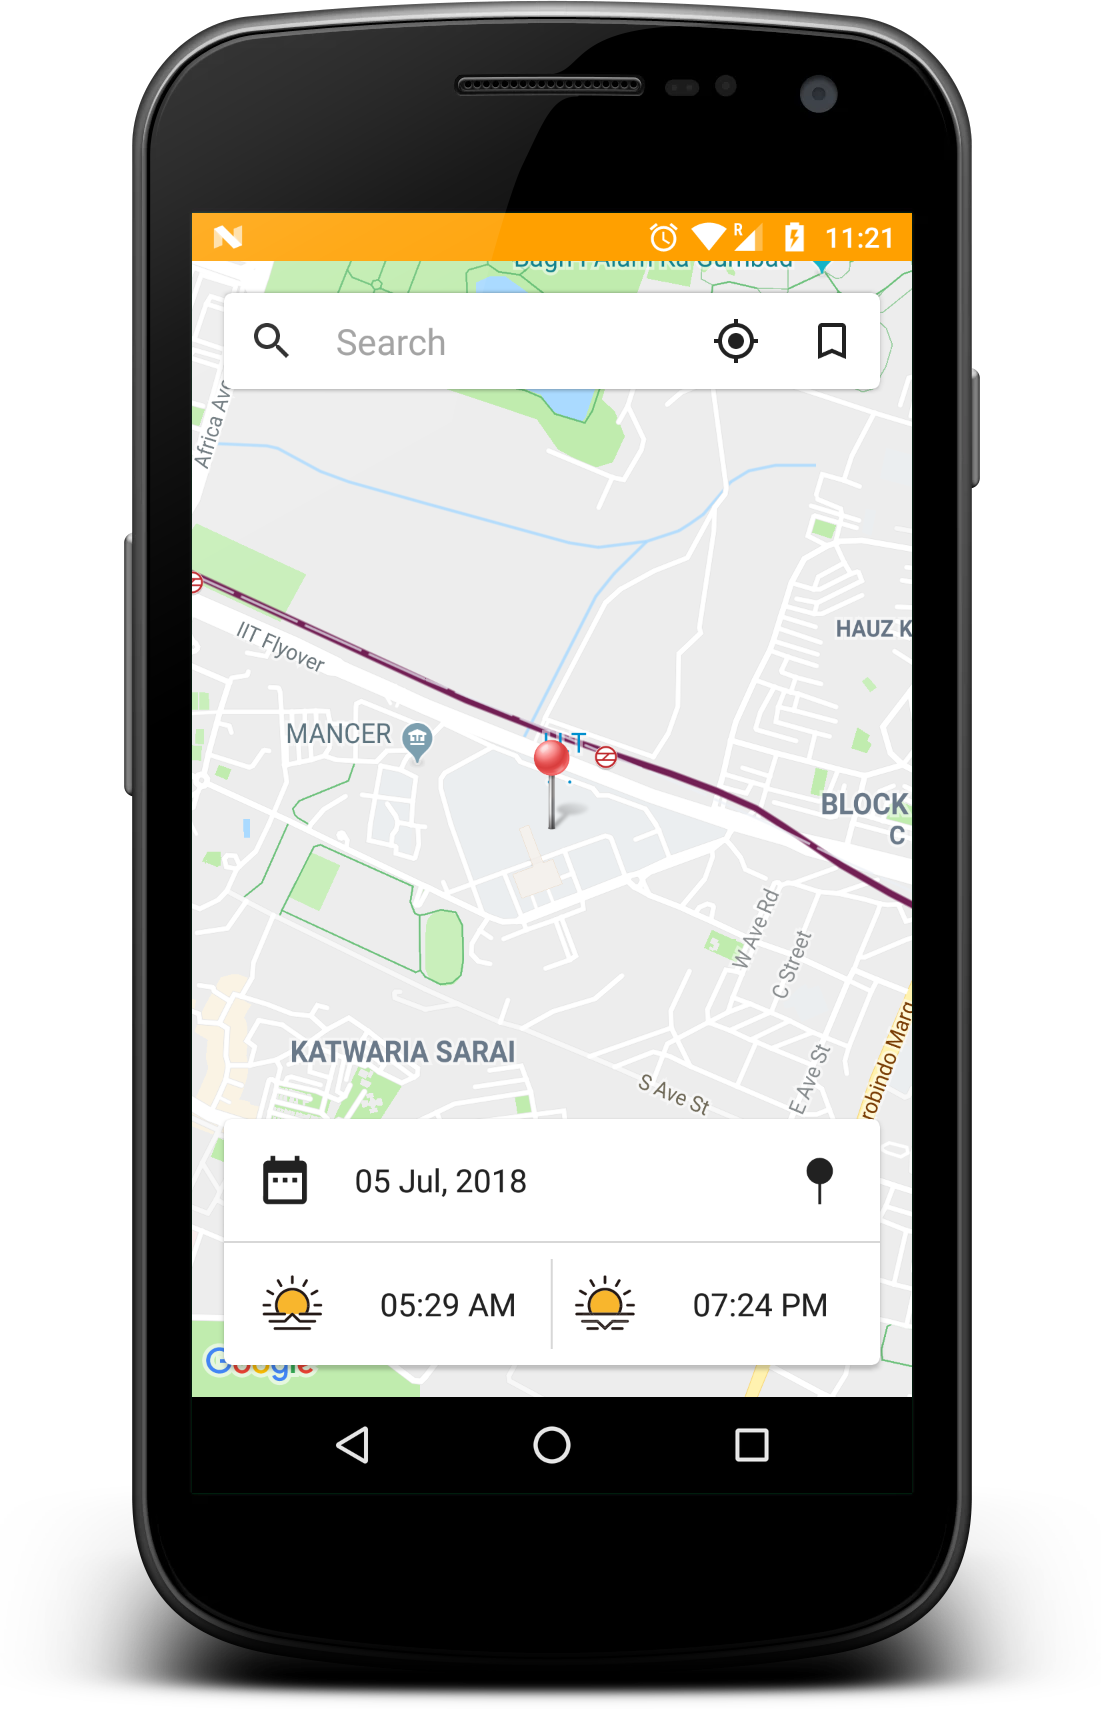 11:21
Bagh I Alam Ka Gumbad
Search
Africa Ave
IIT Flyover
HAUZ K
MANCER
BLOCK
C
W Ave Rd
C Street
KATWARIA SARAI
S Ave St
E Ave St
robindo Marg
05 Jul, 2018
05:29 AM
07:24 PM
Google